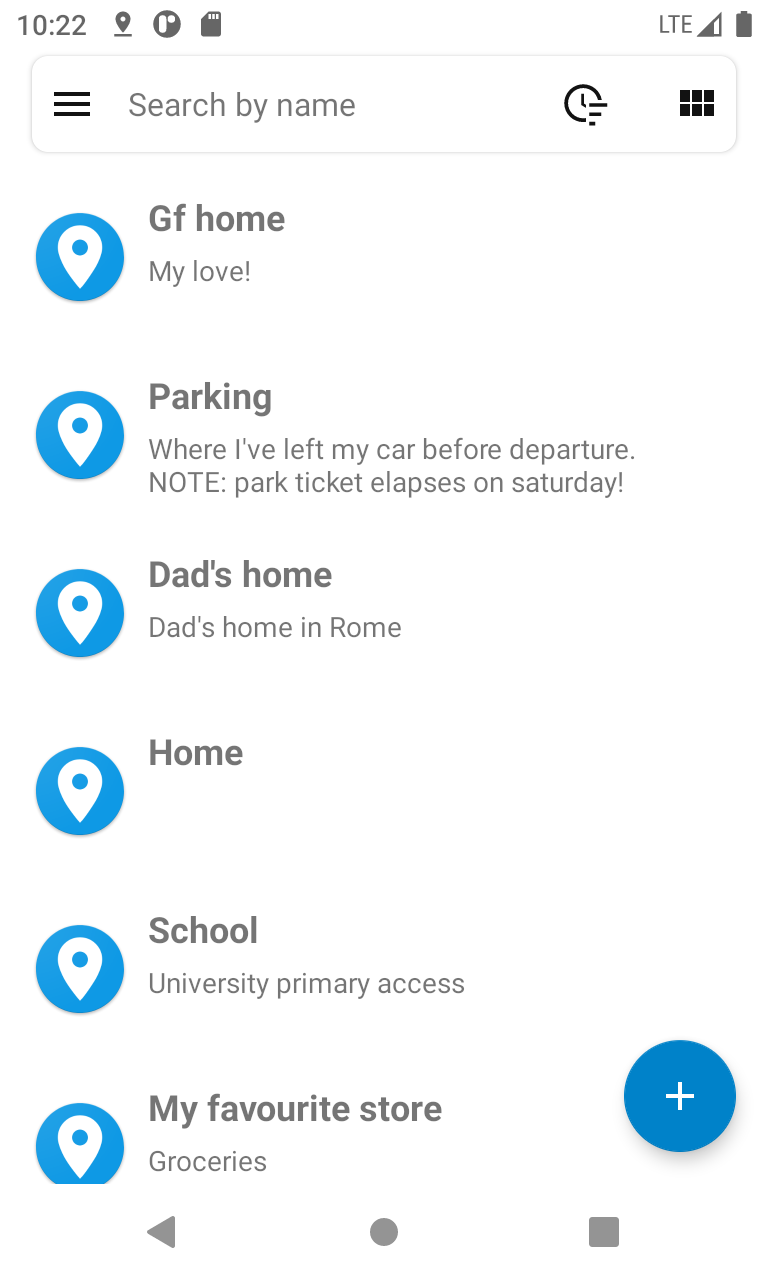 10:22
LTE
Search by name
Gf home
My love!
Parking
Where I've left my car before departure.
NOTE: park ticket elapses on saturday!
Dad's home
Dad's home in Rome
Home
School
University primary access
My favourite store
Groceries